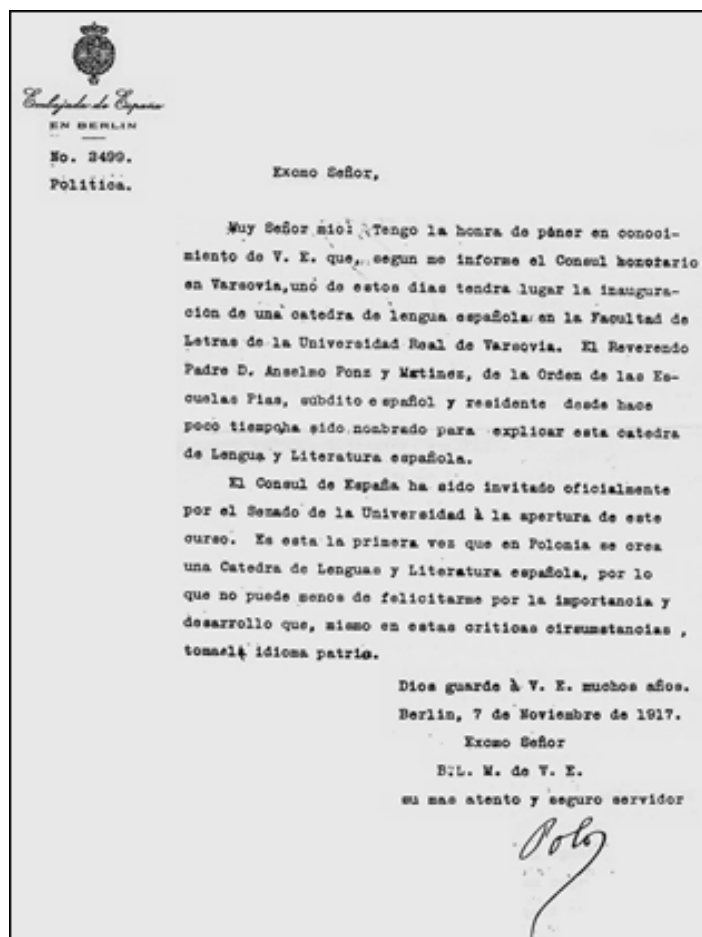 Embajada de España
EN BERLIN
No. 3499.
Política.
Excmo Señor,
Muy Señor mio: Tengo la honra de póner en conoci-
miento de V. E. que, segun me informe el Consul honorario
en Varsovia, uno de estos dias tendra lugar la inaugura-
ción de una catedra de lengua española en la Facultad de
Letras de la Universidad Real de Varsovia. El Reverendo
Padre D. Anselmo Ponz y Matinez, de la Orden de las Es-
cuelas Pias, súbdito español y residente desde hace
poco tiempo,ha sido nombrado para explicar esta catedra
de Lengua y Literatura española.
El Consul de España ha sido invitado oficialmente
por el Senado de la Universidad à la apertura de este
curso. Es esta la primera vez que en Polonia se crea
una Catedra de Lenguas y Literatura española, por lo
que no puede menos de felicitarme por la importancia y
desarrollo que, mismo en estas criticas cirsumstancias ,
idioma patrio.
Dios guarde à V. E. muchos años.
Berlin, 7 de Noviembre de 1917.
Excmo Señor
B.L. M. de V. E.
su mas atento y seguro servidor
Polo